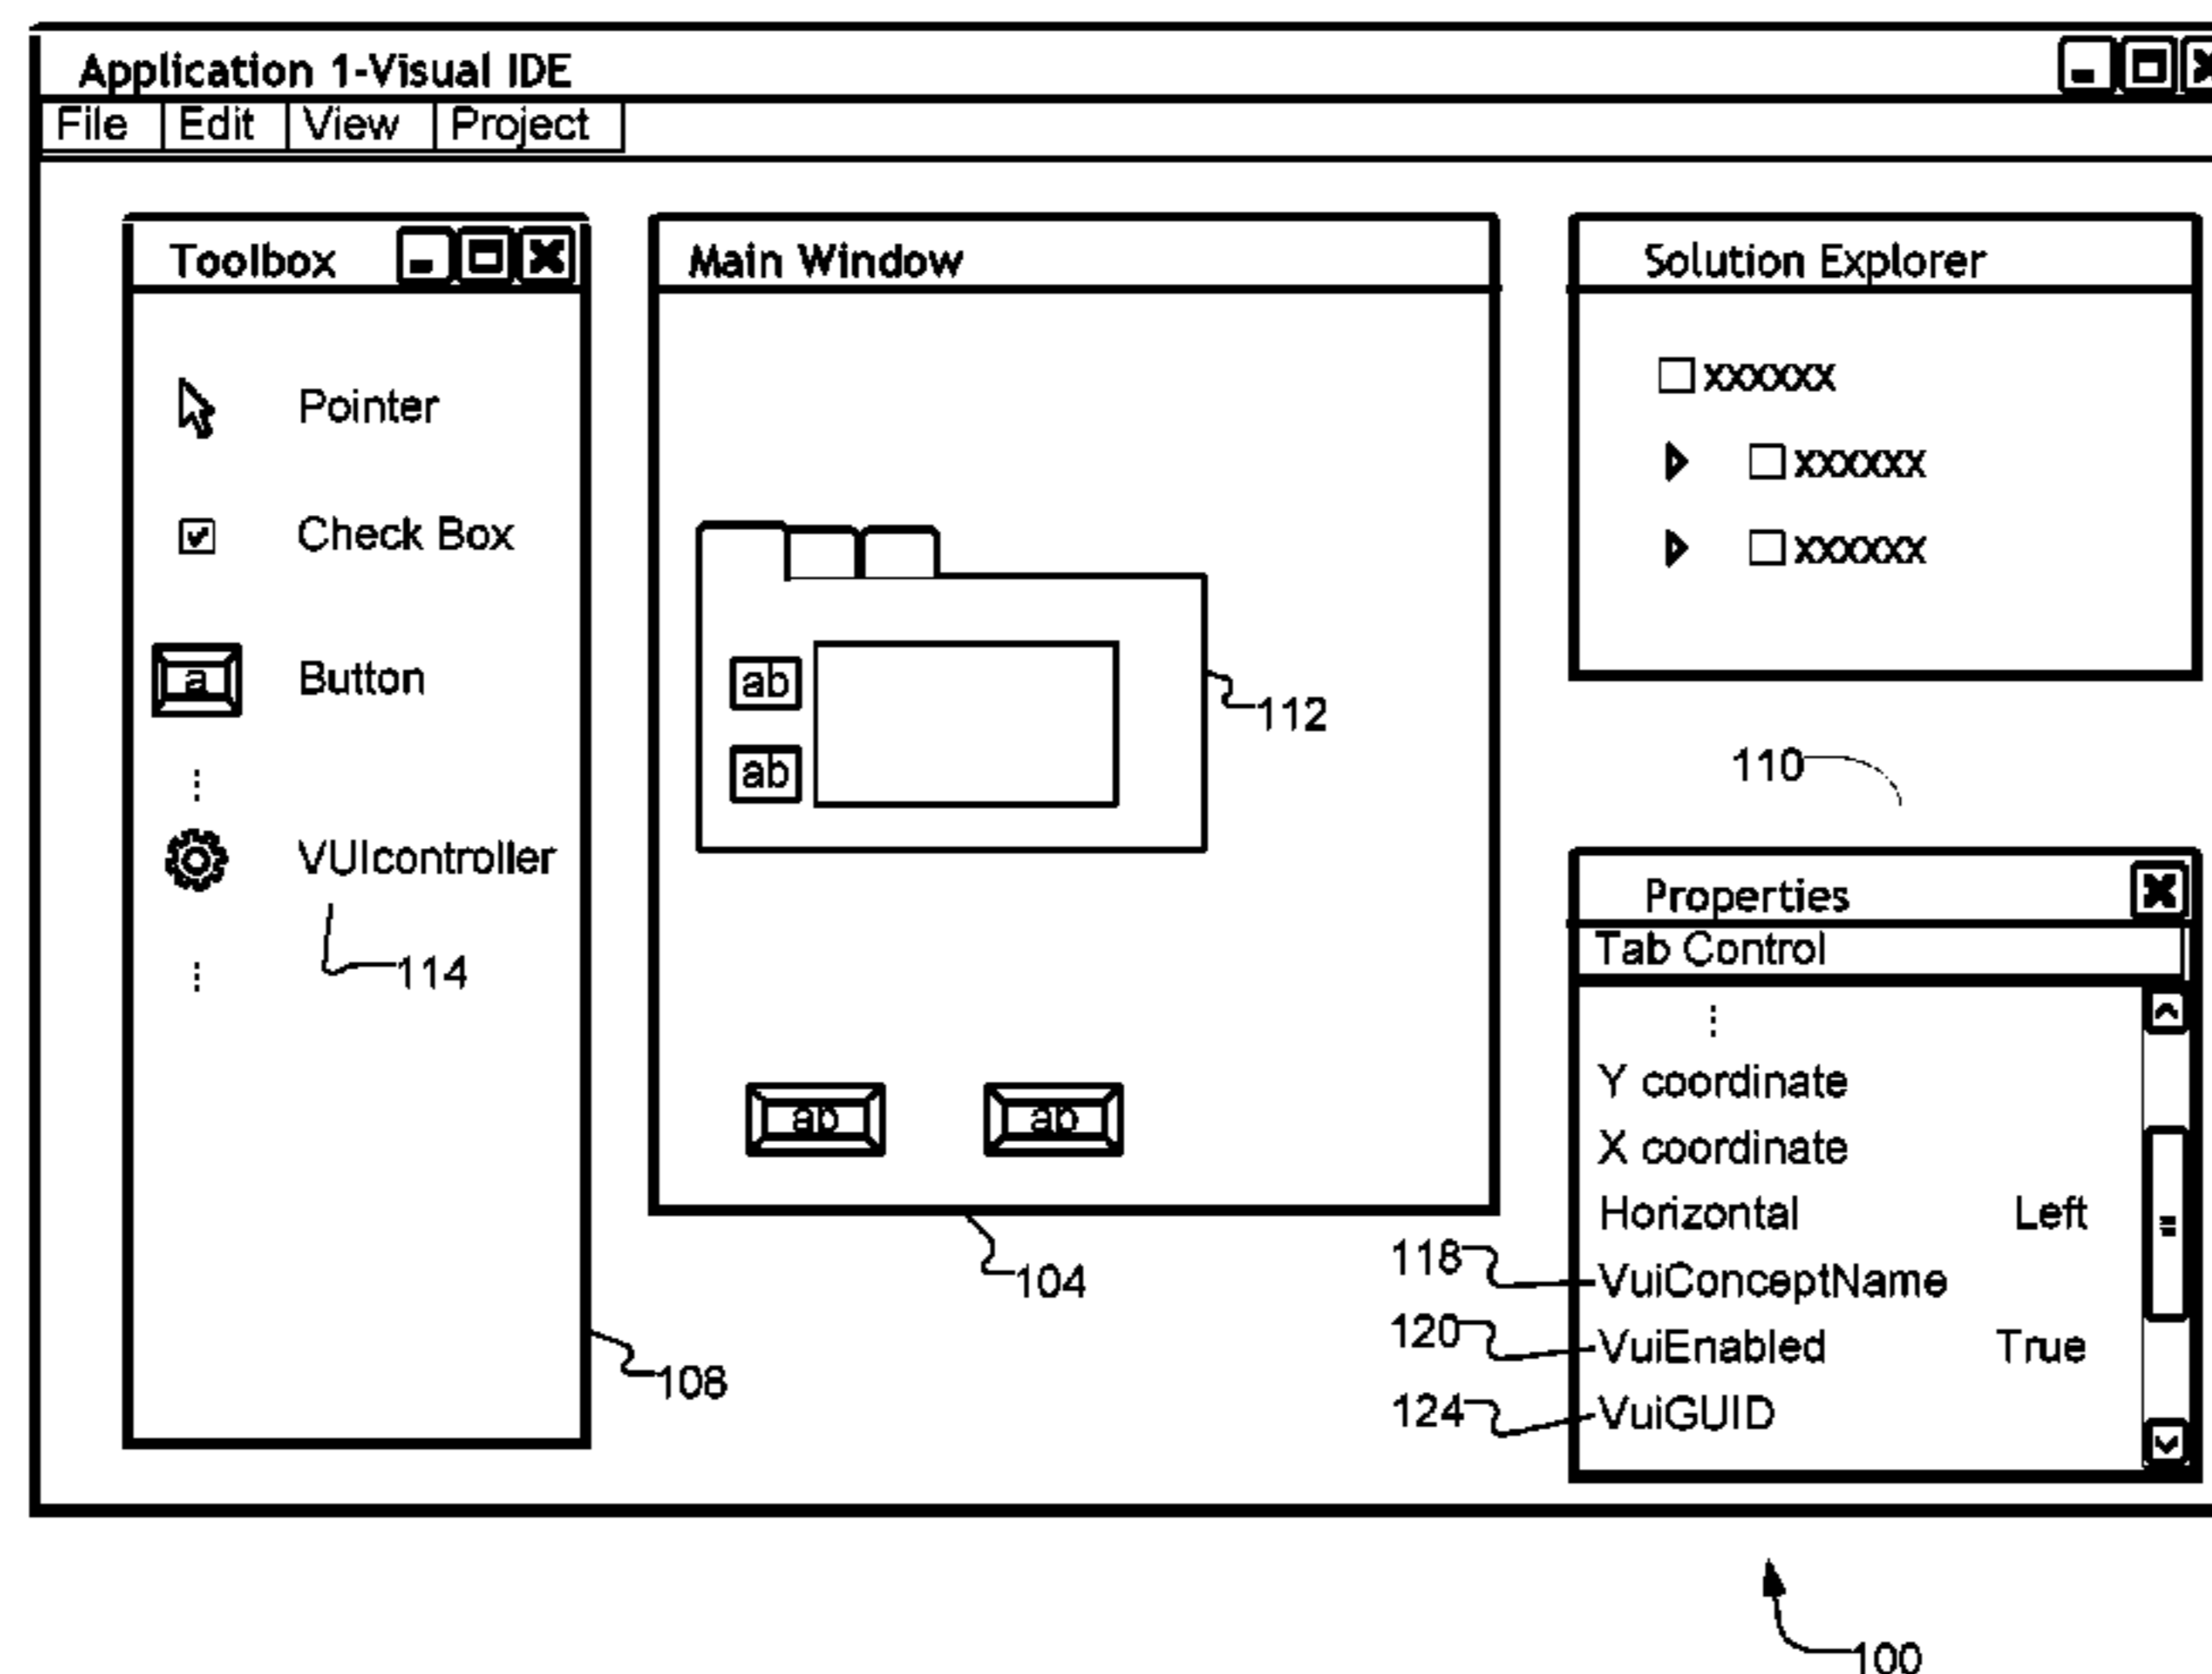 Application 1-Visual IDE
File Edit View Project
Toolbox
Pointer
Check Box
a Button
VUIcontroller
114
108
Main Window
ab
ab
112
ab ab
104
Solution Explorer
xxxxxx
xxxxxx
xxxxxx
110
Properties
Tab Control
Y coordinate
X coordinate
Horizontal Left
118 VuiConceptName
120 VuiEnabled True
124 VuiGUID
100